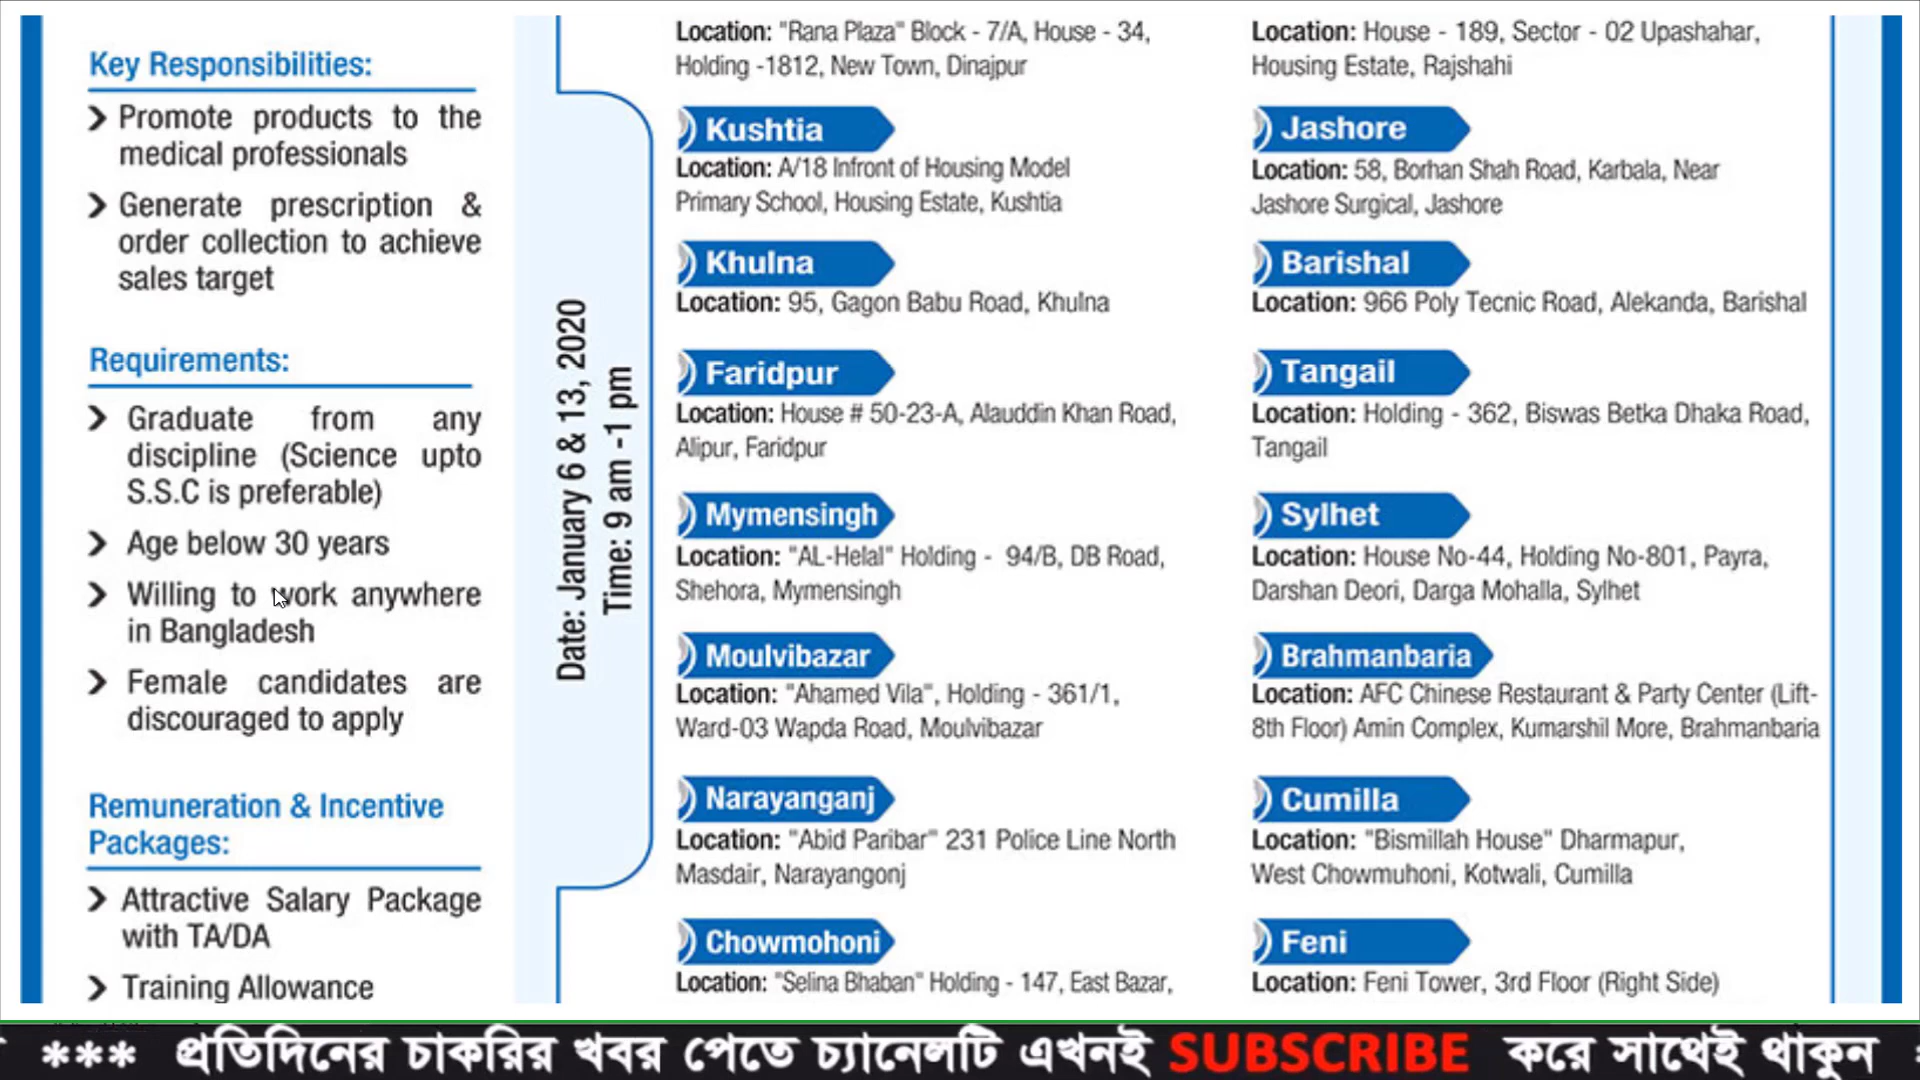 Key Responsibilities:
Promote products to the
medical professionals
Generate prescription &
order collection to achieve
sales target
Requirements:
Graduate from any
discipline (Science upto
S.S.C is preferable)
Age below 30 years
Willing to work anywhere
in Bangladesh
Female candidates are
discouraged to apply
Remuneration & Incentive
Packages:
Attractive Salary Package
with TA/DA
Training Allowance
Date: January 6 & 13, 2020
Time: 9 am -1 pm
Location: "Rana Plaza" Block - 7/A, House - 34,
Holding -1812, New Town, Dinajpur
Kushtia
Location: A/18 Infront of Housing Model
Primary School, Housing Estate, Kushtia
Khulna
Location: 95, Gagon Babu Road, Khulna
Faridpur
Location: House # 50-23-A, Alauddin Khan Road,
Alipur, Faridpur
Mymensingh
Location: "AL-Helal" Holding - 94/B, DB Road,
Shehora, Mymensingh
Moulvibazar
Location: "Ahamed Vila", Holding - 361/1,
Ward-03 Wapda Road, Moulvibazar
Narayanganj
Location: "Abid Paribar" 231 Police Line North
Masdair, Narayangonj
Chowmohoni
Location: "Selina Bhaban" Holding - 147, East Bazar,
Location: House - 189, Sector - 02 Upashahar,
Housing Estate, Rajshahi
Jashore
Location: 58, Borhan Shah Road, Karbala, Near
Jashore Surgical, Jashore
Barishal
Location: 966 Poly Tecnic Road, Alekanda, Barishal
Tangail
Location: Holding - 362, Biswas Betka Dhaka Road,
Tangail
Sylhet
Location: House No-44, Holding No-801, Payra,
Darshan Deori, Darga Mohalla, Sylhet
Brahmanbaria
Location: AFC Chinese Restaurant & Party Center (Lift-
8th Floor) Amin Complex, Kumarshil More, Brahmanbaria
Cumilla
Location: "Bismillah House" Dharmapur,
West Chowmuhoni, Kotwali, Cumilla
Feni
Location: Feni Tower, 3rd Floor (Right Side)
*** প্রতিদিনের চাকরির খবর পেতে চ্যানেলটি এখনই SUBSCRIBE করে সাথেই থাকুন